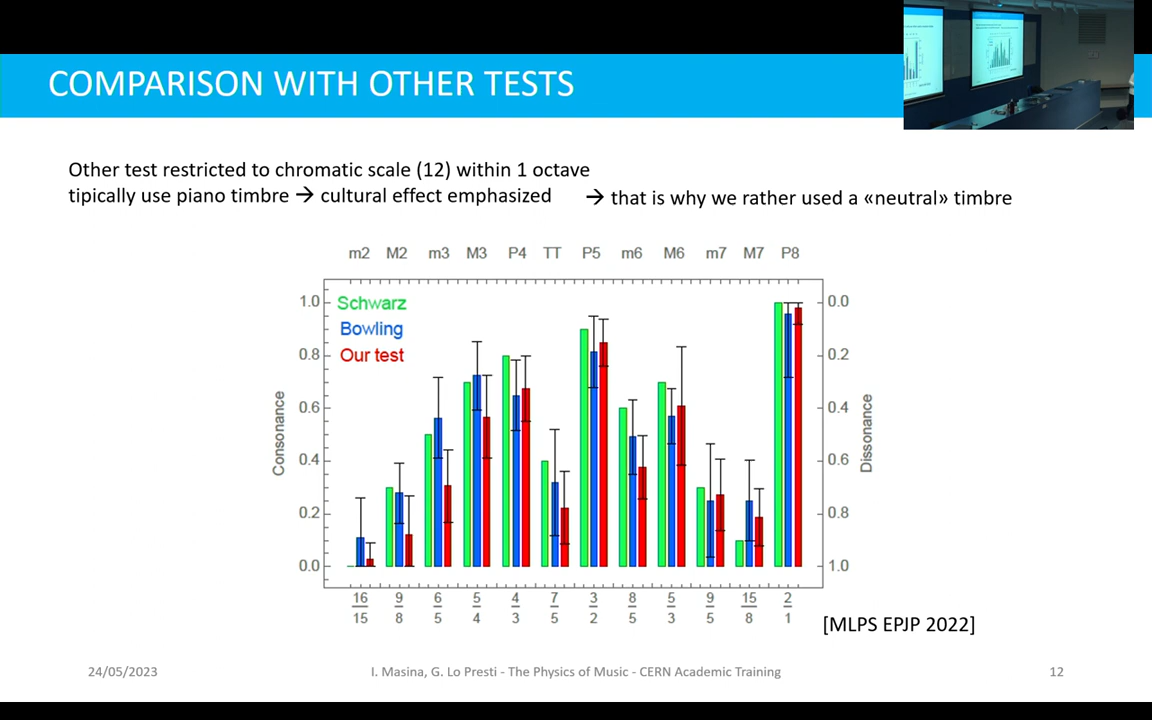 COMPARISON WITH OTHER TESTS
Other test restricted to chromatic scale (12) within 1 octave
tipically use piano timbre → cultural effect emphasized
→ that is why we rather used a «neutral» timbre
m2 M2 m3 M3 P4 TT P5 m6 M6 m7 M7 P8
Schwarz
Bowling
Our test
Consonance
1.0
0.8
0.6
0.4
0.2
0.0
Dissonance
0.0
0.2
0.4
0.6
0.8
1.0
16 9 6 5 4 7 3 8 5 9 15 2
15 8 5 4 3 5 2 5 3 5 8 1
[MLPS EPJP 2022]
24/05/2023
I. Masina, G. Lo Presti - The Physics of Music - CERN Academic Training
12